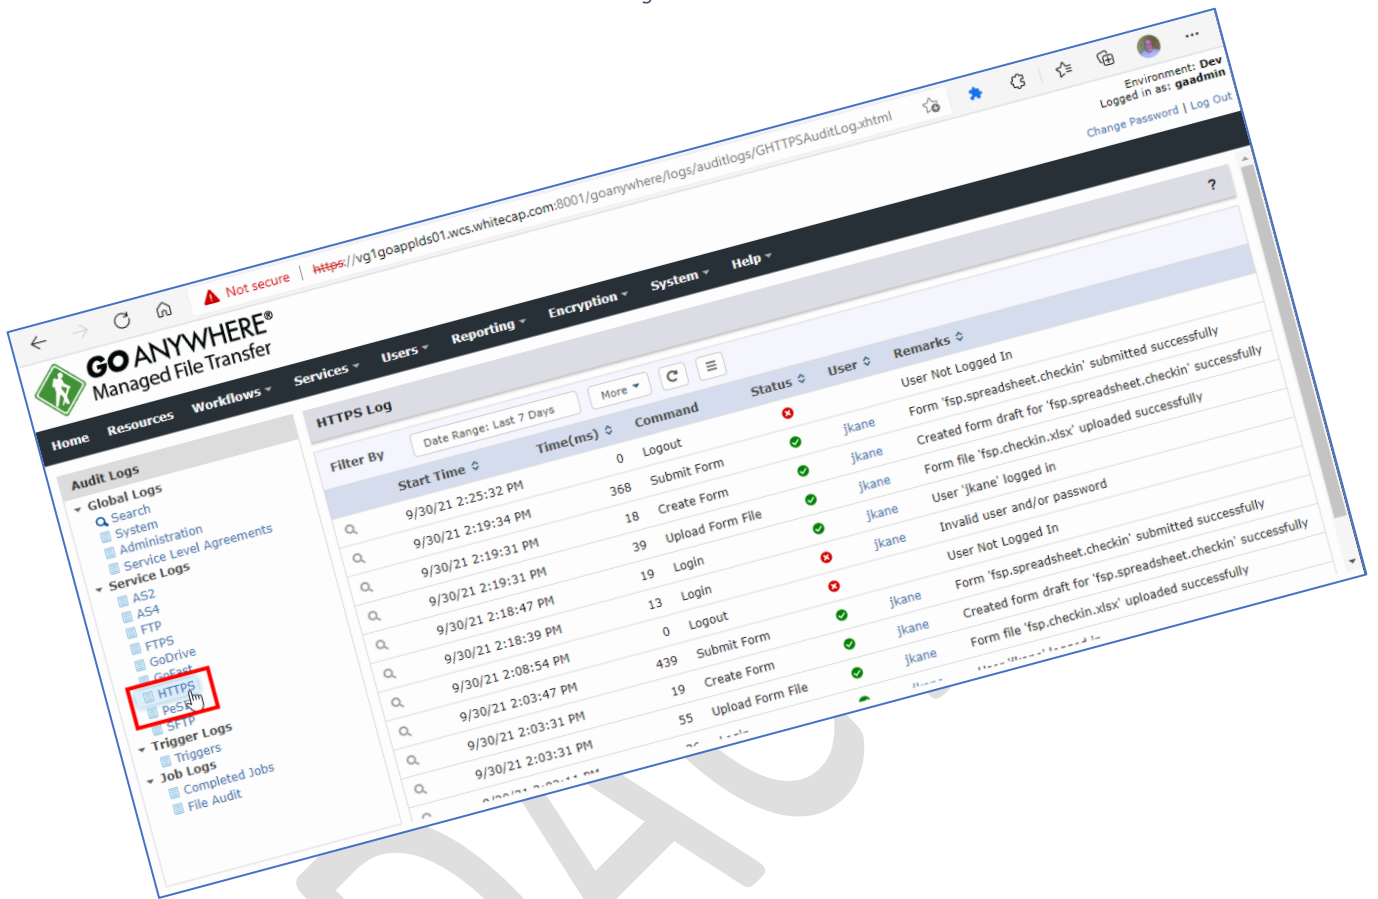 Not secure | https://vg1goapplds01.wcs.whitecap.com:8001/goanywhere/logs/auditlogs/GHTTPSAuditLog.xhtml
Environment: Dev
Logged in as: gaadmin
Change Password | Log Out
GO ANYWHERE®
Managed File Transfer
Home Resources Workflows Services Users Reporting Encryption System Help
Audit Logs
Global Logs
Search
System
Administration
Service Level Agreements
Service Logs
AS2
AS4
FTP
FTPS
GoDrive
GoFast
HTTPS
SFTP
Trigger Logs
Triggers
Job Logs
Completed Jobs
File Audit
HTTPS Log ?
Filter By Date Range: Last 7 Days More
Start Time Time(ms) Command Status User Remarks
9/30/21 2:25:32 PM 0 Logout User Not Logged In
9/30/21 2:19:34 PM 368 Submit Form jkane Form 'fsp.spreadsheet.checkin' submitted successfully
9/30/21 2:19:31 PM 18 Create Form jkane Created form draft for 'fsp.spreadsheet.checkin' successfully
9/30/21 2:19:31 PM 39 Upload Form File jkane Form file 'fsp.checkin.xlsx' uploaded successfully
9/30/21 2:18:47 PM 19 Login jkane User 'jkane' logged in
9/30/21 2:18:39 PM 13 Login jkane Invalid user and/or password
9/30/21 2:08:54 PM 0 Logout User Not Logged In
9/30/21 2:03:47 PM 439 Submit Form jkane Form 'fsp.spreadsheet.checkin' submitted successfully
9/30/21 2:03:31 PM 19 Create Form jkane Created form draft for 'fsp.spreadsheet.checkin' successfully
9/30/21 2:03:31 PM 55 Upload Form File jkane Form file 'fsp.checkin.xlsx' uploaded successfully